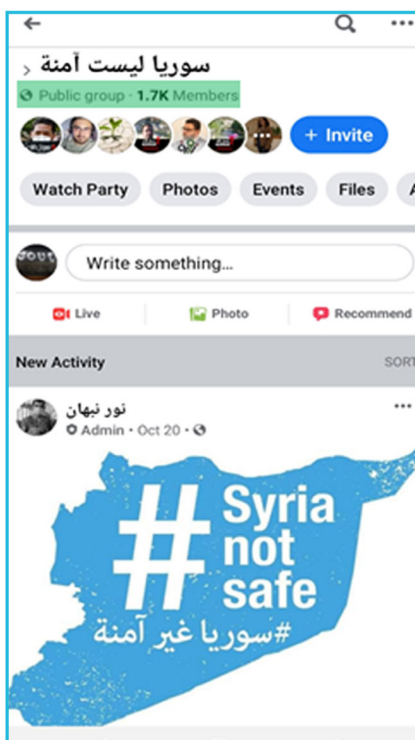 سوريا ليست آمنة
Public group · 1.7K Members
+ Invite
Watch Party Photos Events Files
Write something...
Live Photo Recommend
New Activity SORT
نور نبهان
Admin · Oct 20 ·
# Syria
not
safe
#سوريا غير آمنة